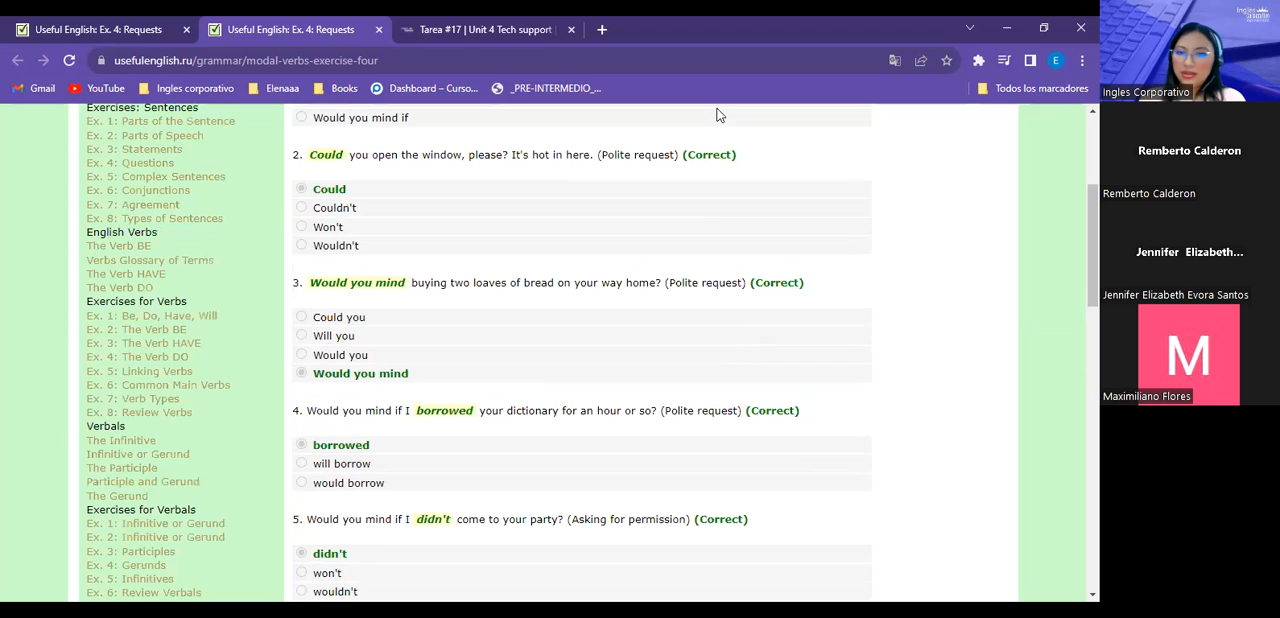 Useful English: Ex. 4: Requests
Useful English: Ex. 4: Requests
Tarea #17 | Unit 4 Tech support
usefulenglish.ru/grammar/modal-verbs-exercise-four
E
Gmail
YouTube
Ingles corporativo
Elenaaa
Books
Dashboard – Curso...
_PRE-INTERMEDIO_...
Todos los marcadores
Exercises: Sentences
Ex. 1: Parts of the Sentence
Ex. 2: Parts of Speech
Ex. 3: Statements
Ex. 4: Questions
Ex. 5: Complex Sentences
Ex. 6: Conjunctions
Ex. 7: Agreement
Ex. 8: Types of Sentences
English Verbs
The Verb BE
Verbs Glossary of Terms
The Verb HAVE
The Verb DO
Exercises for Verbs
Ex. 1: Be, Do, Have, Will
Ex. 2: The Verb BE
Ex. 3: The Verb HAVE
Ex. 4: The Verb DO
Ex. 5: Linking Verbs
Ex. 6: Common Main Verbs
Ex. 7: Verb Types
Ex. 8: Review Verbs
Verbals
The Infinitive
Infinitive or Gerund
The Participle
Participle and Gerund
The Gerund
Exercises for Verbals
Ex. 1: Infinitive or Gerund
Ex. 2: Infinitive or Gerund
Ex. 3: Participles
Ex. 4: Gerunds
Ex. 5: Infinitives
Ex. 6: Review Verbals
Would you mind if
2. Could you open the window, please? It's hot in here. (Polite request) (Correct)
Could
Couldn't
Won't
Wouldn't
3. Would you mind buying two loaves of bread on your way home? (Polite request) (Correct)
Could you
Will you
Would you
Would you mind
4. Would you mind if I borrowed your dictionary for an hour or so? (Polite request) (Correct)
borrowed
will borrow
would borrow
5. Would you mind if I didn't come to your party? (Asking for permission) (Correct)
didn't
won't
wouldn't
Ingles Corporativo
Remberto Calderon
Remberto Calderon
Jennifer Elizabeth...
Jennifer Elizabeth Evora Santos
M
Maximiliano Flores